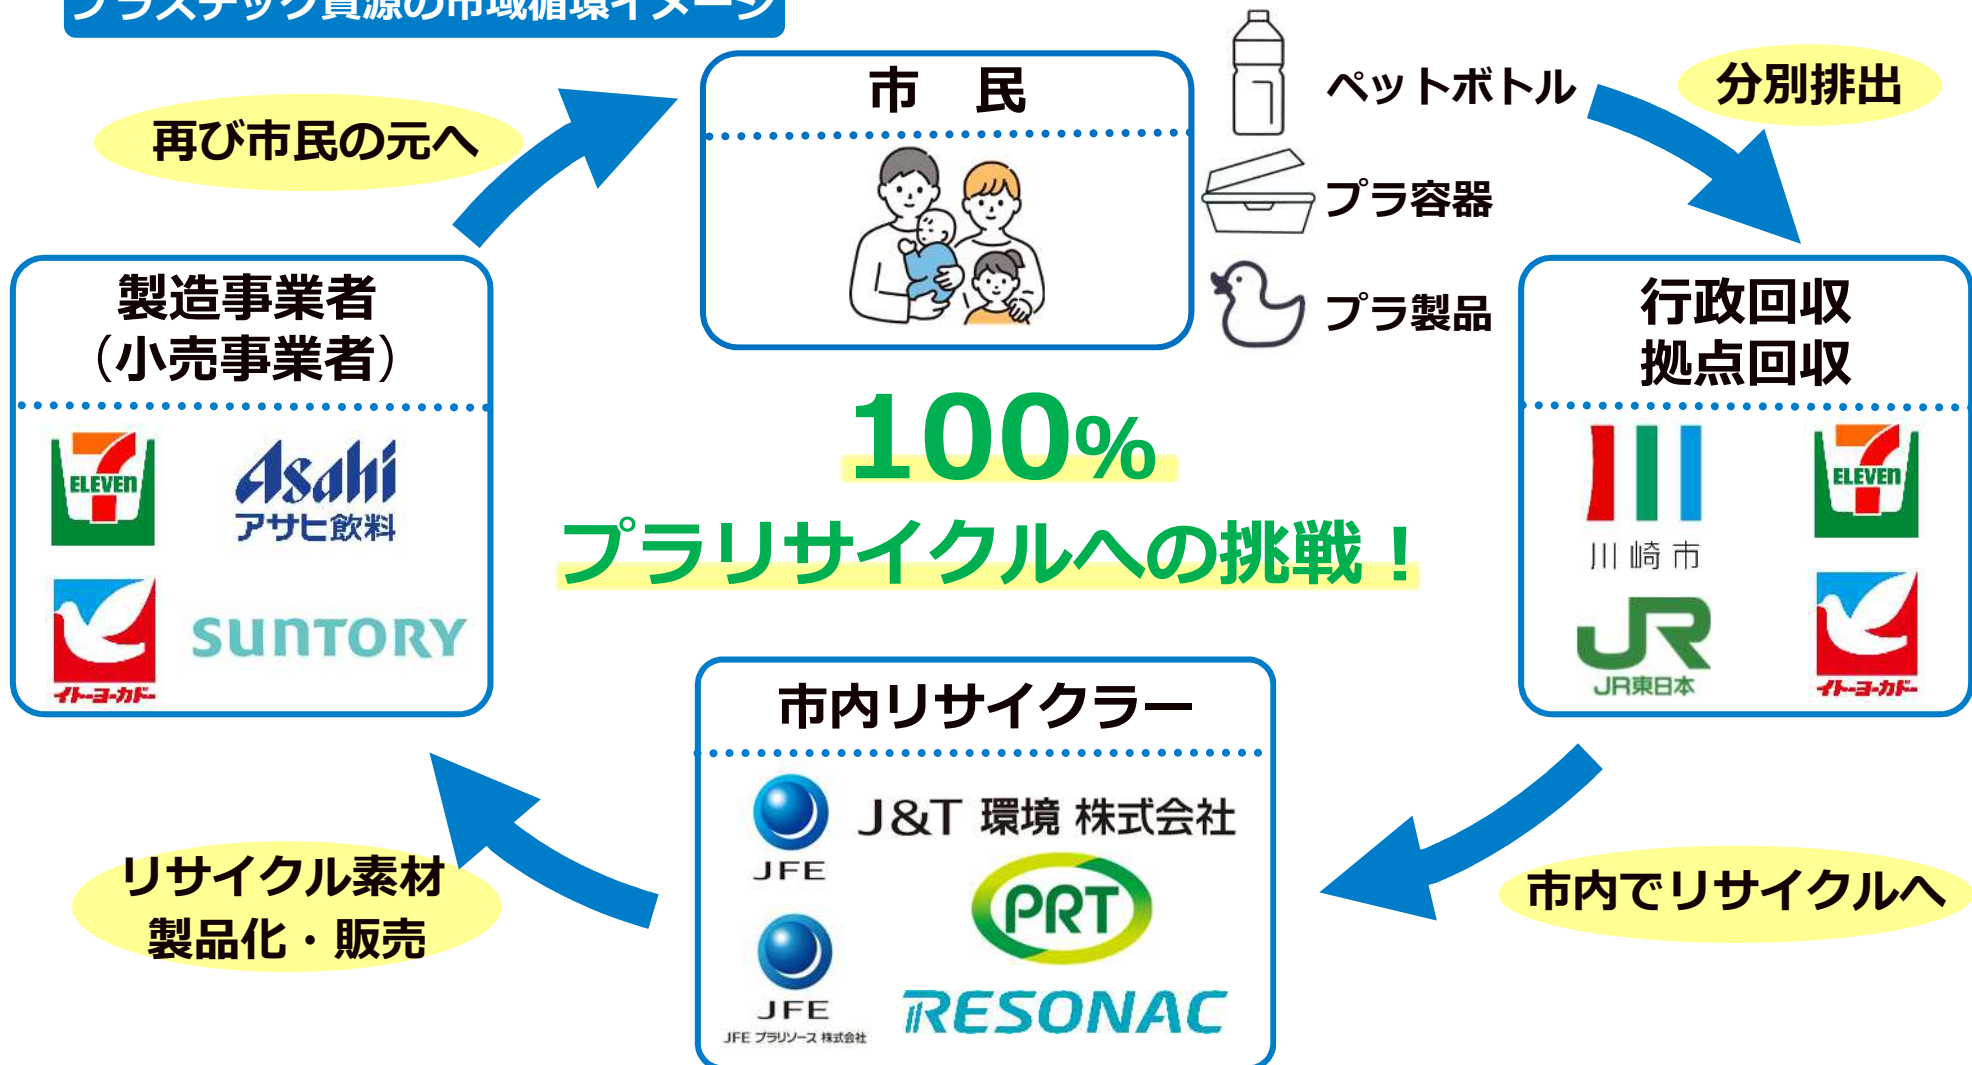 プラスチック資源の市域循環イメージ
市　民
ペットボトル
プラ容器
プラ製品
分別排出
再び市民の元へ
製造事業者
（小売事業者）
7
ELEVEN
Asahi
アサヒ飲料
イトーヨーカドー
SUNTORY
行政回収
拠点回収
川崎市
7
ELEVEN
JR
JR東日本
イトーヨーカドー
100%
プラリサイクルへの挑戦！
市内リサイクラー
JFE
J&T 環境 株式会社
PRT
JFE
JFE プラリソース 株式会社
RESONAC
市内でリサイクルへ
リサイクル素材
製品化・販売